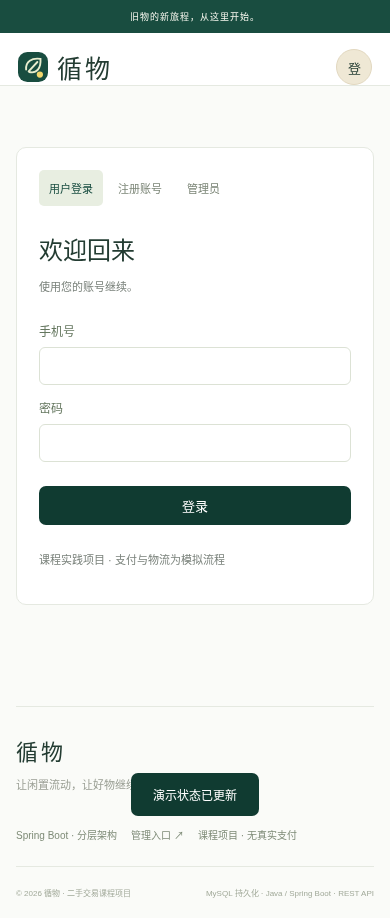 旧物的新旅程，从这里开始。
循物
登
用户登录 注册账号 管理员
欢迎回来
使用您的账号继续。
手机号
密码
登录
课程实践项目 · 支付与物流为模拟流程
循物
让闲置流动，让好物继
演示状态已更新
Spring Boot · 分层架构 管理入口 ↗ 课程项目 · 无真实支付
© 2026 循物 · 二手交易课程项目 MySQL 持久化 · Java / Spring Boot · REST API